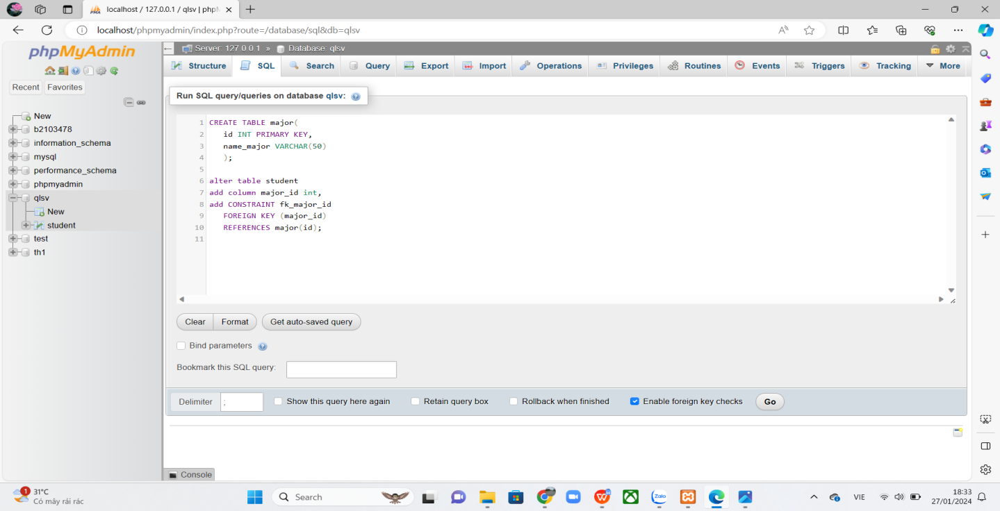 localhost / 127.0.0.1 / qlsv | phpM
localhost/phpmyadmin/index.php?route=/database/sql&db=qlsv
phpMyAdmin
Recent Favorites
New
b2103478
information_schema
mysql
performance_schema
phpmyadmin
qlsv
New
student
test
th1
Server: 127.0.0.1 » Database: qlsv
Structure SQL Search Query Export Import Operations Privileges Routines Events Triggers Tracking More
Run SQL query/queries on database qlsv:
1 CREATE TABLE major(
2 id INT PRIMARY KEY,
3 name_major VARCHAR(50)
4 );
5
6 alter table student
7 add column major_id int,
8 add CONSTRAINT fk_major_id
9 FOREIGN KEY (major_id)
10 REFERENCES major(id);
11
Clear Format Get auto-saved query
Bind parameters
Bookmark this SQL query:
Delimiter ; Show this query here again Retain query box Rollback when finished Enable foreign key checks Go
Console
1 31°C
Có mây rải rác
Search
Zalo
VIE
18:33
27/01/2024